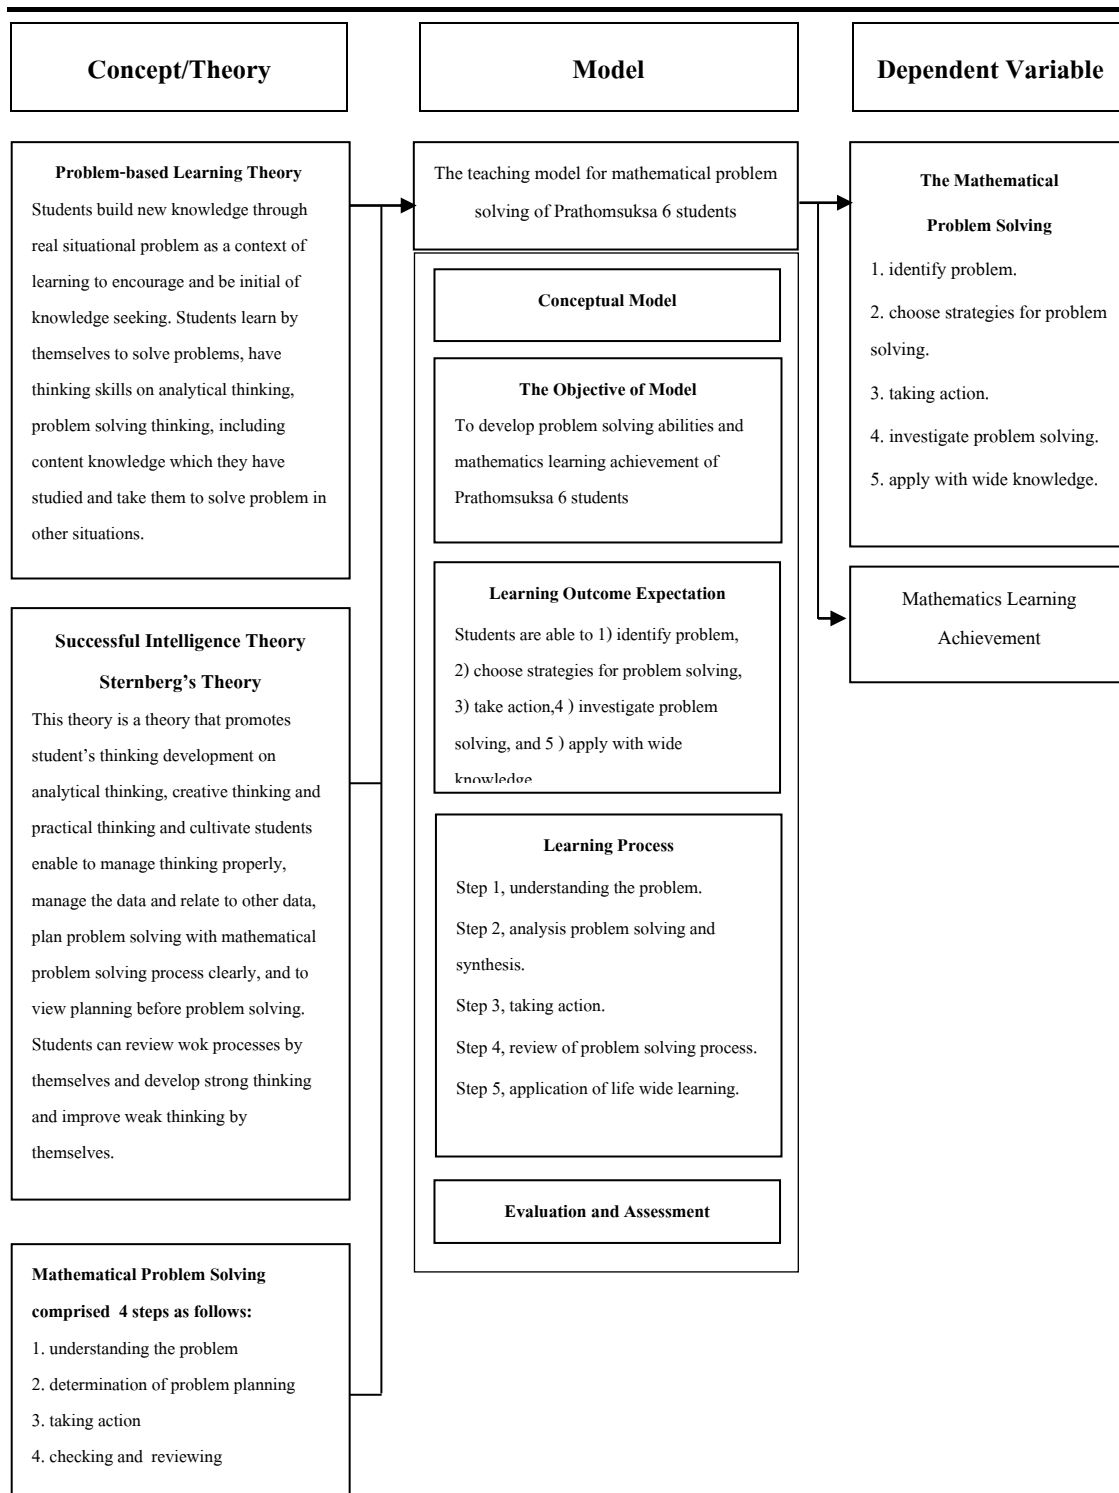 Concept/Theory
Model
Dependent Variable
Problem-based Learning Theory
Students build new knowledge through
real situational problem as a context of
learning to encourage and be initial of
knowledge seeking. Students learn by
themselves to solve problems, have
thinking skills on analytical thinking,
problem solving thinking, including
content knowledge which they have
studied and take them to solve problem in
other situations.
Successful Intelligence Theory
Sternberg’s Theory
This theory is a theory that promotes
student’s thinking development on
analytical thinking, creative thinking and
practical thinking and cultivate students
enable to manage thinking properly,
manage the data and relate to other data,
plan problem solving with mathematical
problem solving process clearly, and to
view planning before problem solving.
Students can review wok processes by
themselves and develop strong thinking
and improve weak thinking by
themselves.
Mathematical Problem Solving
comprised 4 steps as follows:
1. understanding the problem
2. determination of problem planning
3. taking action
4. checking and reviewing
The teaching model for mathematical problem
solving of Prathomsuksa 6 students
Conceptual Model
The Objective of Model
To develop problem solving abilities and
mathematics learning achievement of
Prathomsuksa 6 students
Learning Outcome Expectation
Students are able to 1) identify problem,
2) choose strategies for problem solving,
3) take action,4 ) investigate problem
solving, and 5 ) apply with wide
knowledge
Learning Process
Step 1, understanding the problem.
Step 2, analysis problem solving and
synthesis.
Step 3, taking action.
Step 4, review of problem solving process.
Step 5, application of life wide learning.
Evaluation and Assessment
The Mathematical
Problem Solving
1. identify problem.
2. choose strategies for problem
solving.
3. taking action.
4. investigate problem solving.
5. apply with wide knowledge.
Mathematics Learning
Achievement